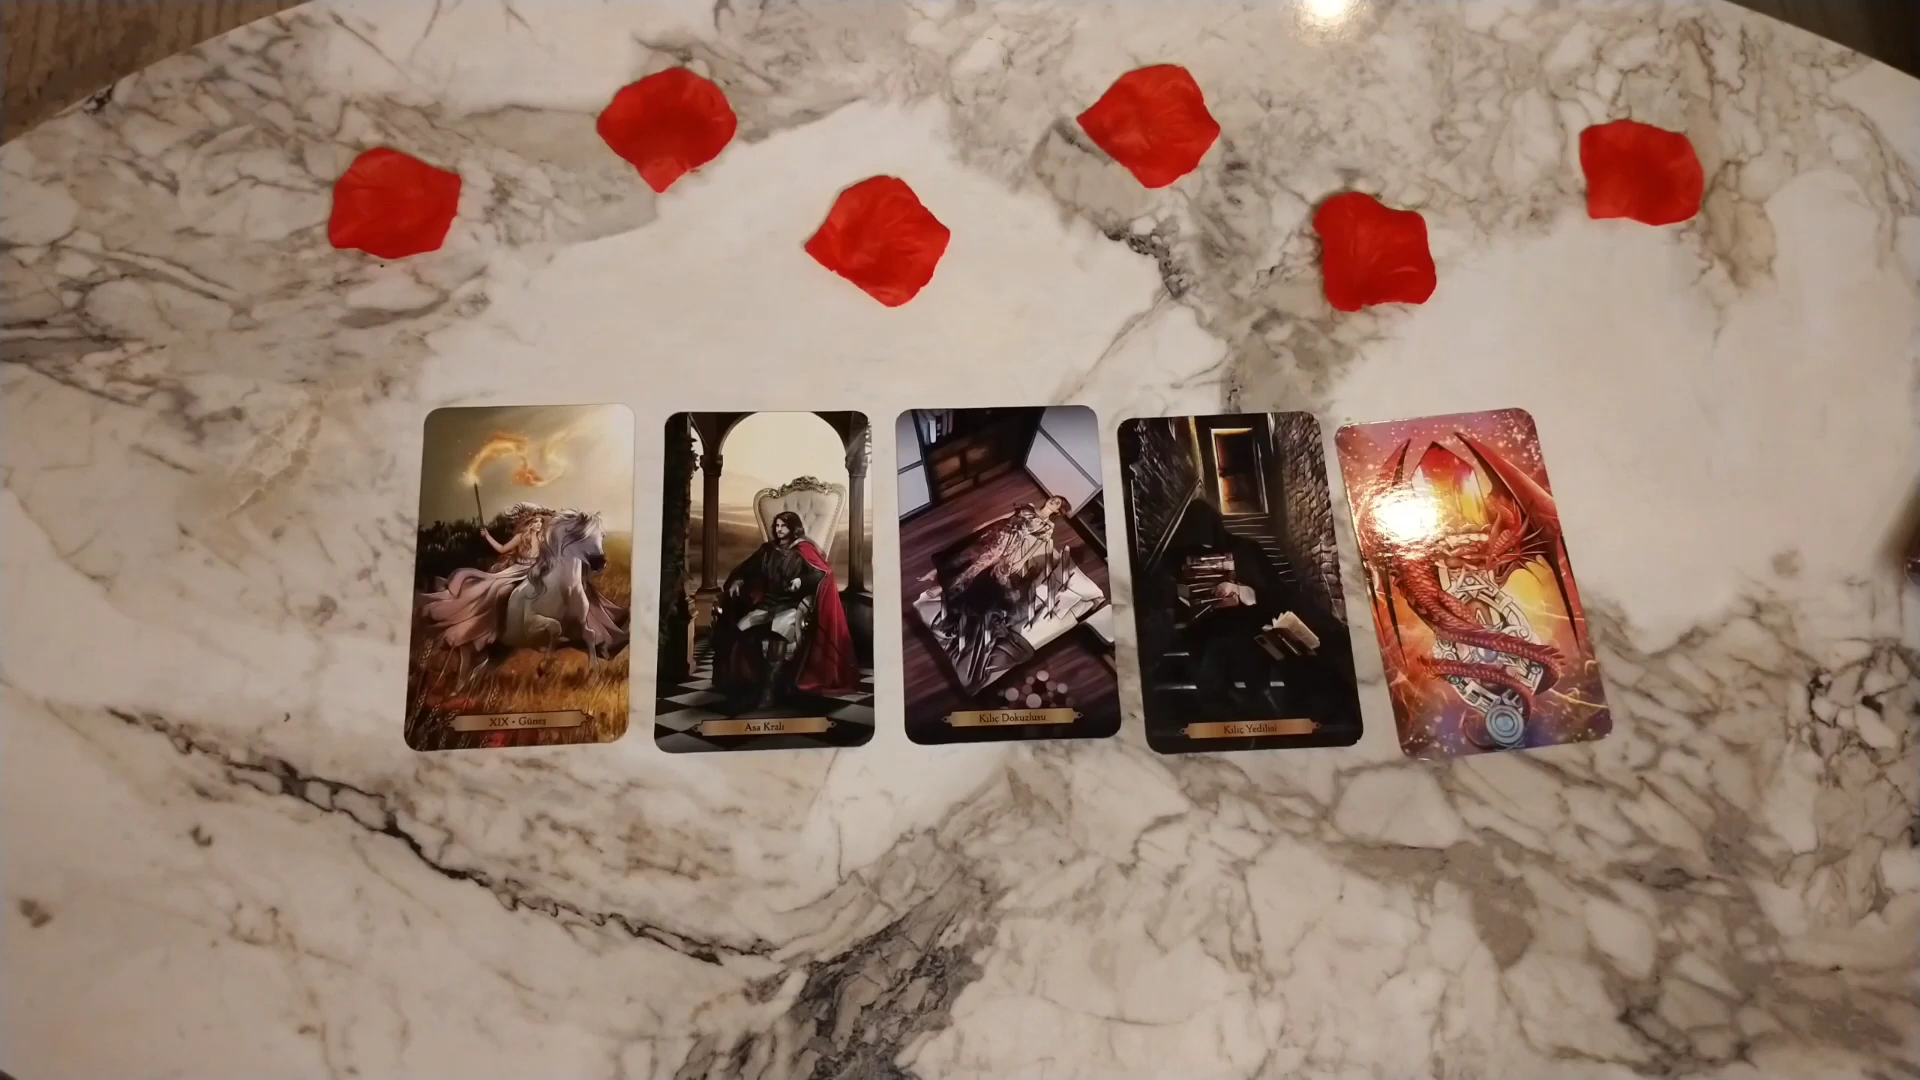 XIX • Güneş
Asa Kralı
Kılıç Dokuzlusu
Kılıç Yedilisi